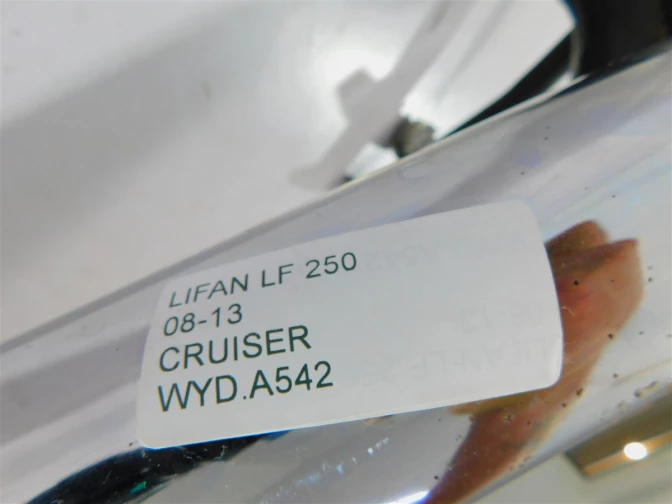 LIFAN LF 250
08-13
CRUISER
WYD.A542